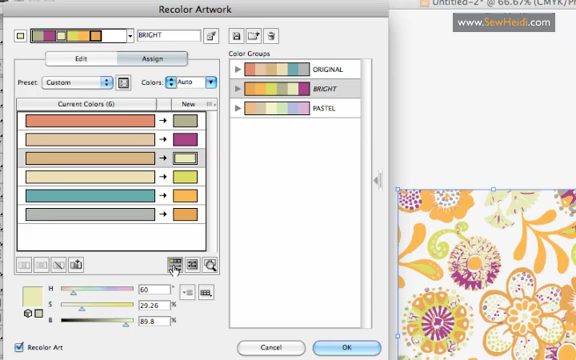 Untitled-2* @ 66.67% (CMYK/
Recolor Artwork
www.SewHeidi.com
BRIGHT
Color Groups
Edit
Assign
Preset:
Custom
Colors:
Auto
Current Colors (6)
New
ORIGINAL
BRIGHT
PASTEL
H
60
°
S
29.26
%
B
89.8
%
Recolor Art
Cancel
OK